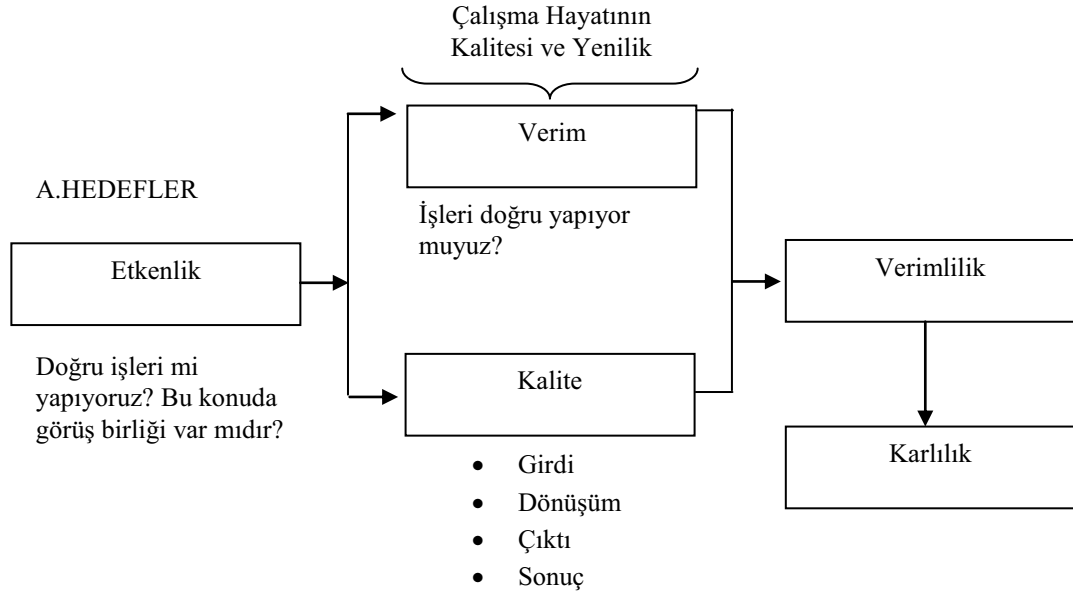 Çalışma Hayatının
Kalitesi ve Yenilik
Verim
A.HEDEFLER
İşleri doğru yapıyor
muyuz?
Etkenlik
Verimlilik
Doğru işleri mi
yapıyoruz? Bu konuda
görüş birliği var mıdır?
Kalite
Karlılık
• Girdi
• Dönüşüm
• Çıktı
• Sonuç